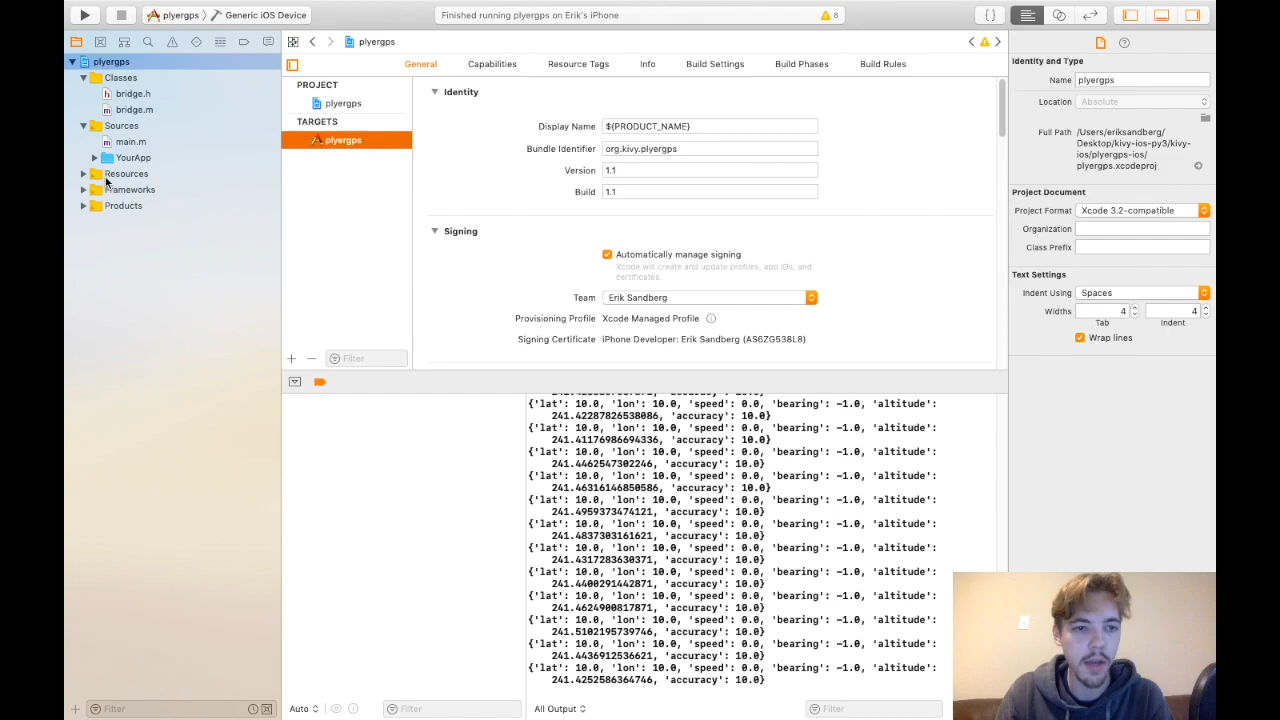 plyergps
Generic iOS Device
Finished running plyergps on Erik's iPhone
8
plyergps
plyergps
Classes
bridge.h
bridge.m
Sources
main.m
YourApp
Resources
Frameworks
Products
Filter
General
Capabilities
Resource Tags
Info
Build Settings
Build Phases
Build Rules
PROJECT
plyergps
TARGETS
plyergps
Filter
Identity
Display Name ${PRODUCT_NAME}
Bundle Identifier org.kivy.plyergps
Version 1.1
Build 1.1
Signing
Automatically manage signing
Xcode will create and update profiles, app IDs, and
certificates.
Team Erik Sandberg
Provisioning Profile Xcode Managed Profile
Signing Certificate iPhone Developer: Erik Sandberg (AS6ZG538L8)
{'lat': 10.0, 'lon': 10.0, 'speed': 0.0, 'bearing': -1.0, 'altitude':
241.42287826538086, 'accuracy': 10.0}
{'lat': 10.0, 'lon': 10.0, 'speed': 0.0, 'bearing': -1.0, 'altitude':
241.41176986694336, 'accuracy': 10.0}
{'lat': 10.0, 'lon': 10.0, 'speed': 0.0, 'bearing': -1.0, 'altitude':
241.4462547302246, 'accuracy': 10.0}
{'lat': 10.0, 'lon': 10.0, 'speed': 0.0, 'bearing': -1.0, 'altitude':
241.46316146850586, 'accuracy': 10.0}
{'lat': 10.0, 'lon': 10.0, 'speed': 0.0, 'bearing': -1.0, 'altitude':
241.4959373474121, 'accuracy': 10.0}
{'lat': 10.0, 'lon': 10.0, 'speed': 0.0, 'bearing': -1.0, 'altitude':
241.4837303161621, 'accuracy': 10.0}
{'lat': 10.0, 'lon': 10.0, 'speed': 0.0, 'bearing': -1.0, 'altitude':
241.4317283630371, 'accuracy': 10.0}
{'lat': 10.0, 'lon': 10.0, 'speed': 0.0, 'bearing': -1.0, 'altitude':
241.4400291442871, 'accuracy': 10.0}
{'lat': 10.0, 'lon': 10.0, 'speed': 0.0, 'bearing': -1.0, 'altitude':
241.4624900817871, 'accuracy': 10.0}
{'lat': 10.0, 'lon': 10.0, 'speed': 0.0, 'bearing': -1.0, 'altitude':
241.5102195739746, 'accuracy': 10.0}
{'lat': 10.0, 'lon': 10.0, 'speed': 0.0, 'bearing': -1.0, 'altitude':
241.4436912536621, 'accuracy': 10.0}
{'lat': 10.0, 'lon': 10.0, 'speed': 0.0, 'bearing': -1.0, 'altitude':
241.4252586364746, 'accuracy': 10.0}
Auto
Filter
All Output
Filter
Identity and Type
Name plyergps
Location Absolute
Full Path /Users/eriksandberg/
Desktop/kivy-ios-py3/kivy-
ios/plyergps-ios/
plyergps.xcodeproj
Project Document
Project Format Xcode 3.2-compatible
Organization
Class Prefix
Text Settings
Indent Using Spaces
Widths 4 4
Tab Indent
Wrap lines